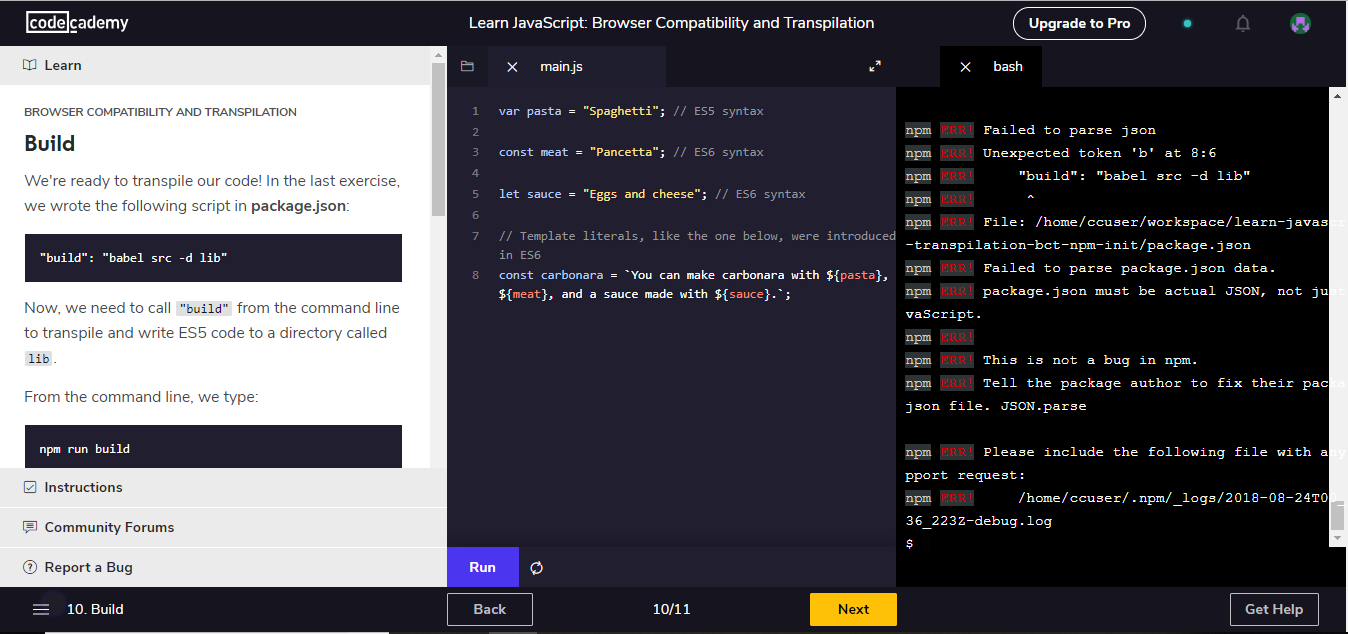 codecademy
Learn JavaScript: Browser Compatibility and Transpilation
Upgrade to Pro
Learn
BROWSER COMPATIBILITY AND TRANSPILATION
Build
We're ready to transpile our code! In the last exercise,
we wrote the following script in package.json:
"build": "babel src -d lib"
Now, we need to call "build" from the command line
to transpile and write ES5 code to a directory called
lib.
From the command line, we type:
npm run build
Instructions
Community Forums
Report a Bug
10. Build
main.js
1 var pasta = "Spaghetti"; // ES5 syntax
2
3 const meat = "Pancetta"; // ES6 syntax
4
5 let sauce = "Eggs and cheese"; // ES6 syntax
6
7 // Template literals, like the one below, were introduced
in ES6
8 const carbonara = `You can make carbonara with ${pasta},
${meat}, and a sauce made with ${sauce}.`;
Run
Back
10/11
Next
bash
npm ERR! Failed to parse json
npm ERR! Unexpected token 'b' at 8:6
npm ERR! "build": "babel src -d lib"
npm ERR! ^
npm ERR! File: /home/ccuser/workspace/learn-javascr
-transpilation-bct-npm-init/package.json
npm ERR! Failed to parse package.json data.
npm ERR! package.json must be actual JSON, not just
vaScript.
npm ERR!
npm ERR! This is not a bug in npm.
npm ERR! Tell the package author to fix their packa
json file. JSON.parse
npm ERR! Please include the following file with any
pport request:
npm ERR! /home/ccuser/.npm/_logs/2018-08-24T0
36_223Z-debug.log
$
Get Help